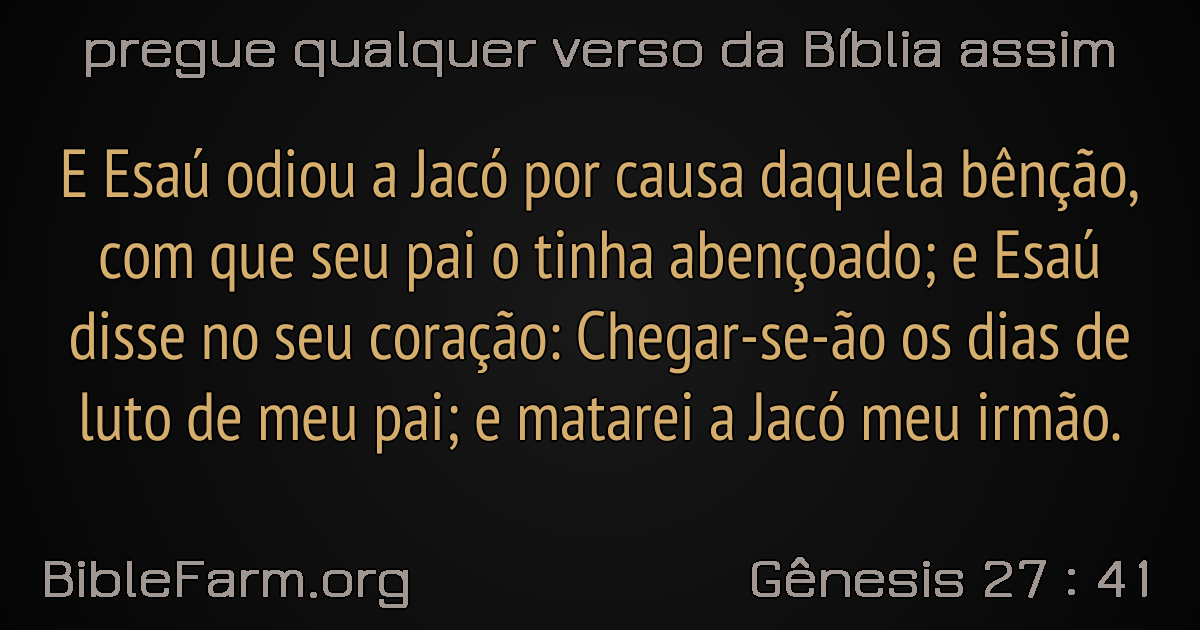 pregue qualquer verso da Bíblia assim
E Esaú odiou a Jacó por causa daquela bênção,
com que seu pai o tinha abençoado; e Esaú
disse no seu coração: Chegar-se-ão os dias de
luto de meu pai; e matarei a Jacó meu irmão.
BibleFarm.org
Gênesis 27 : 41